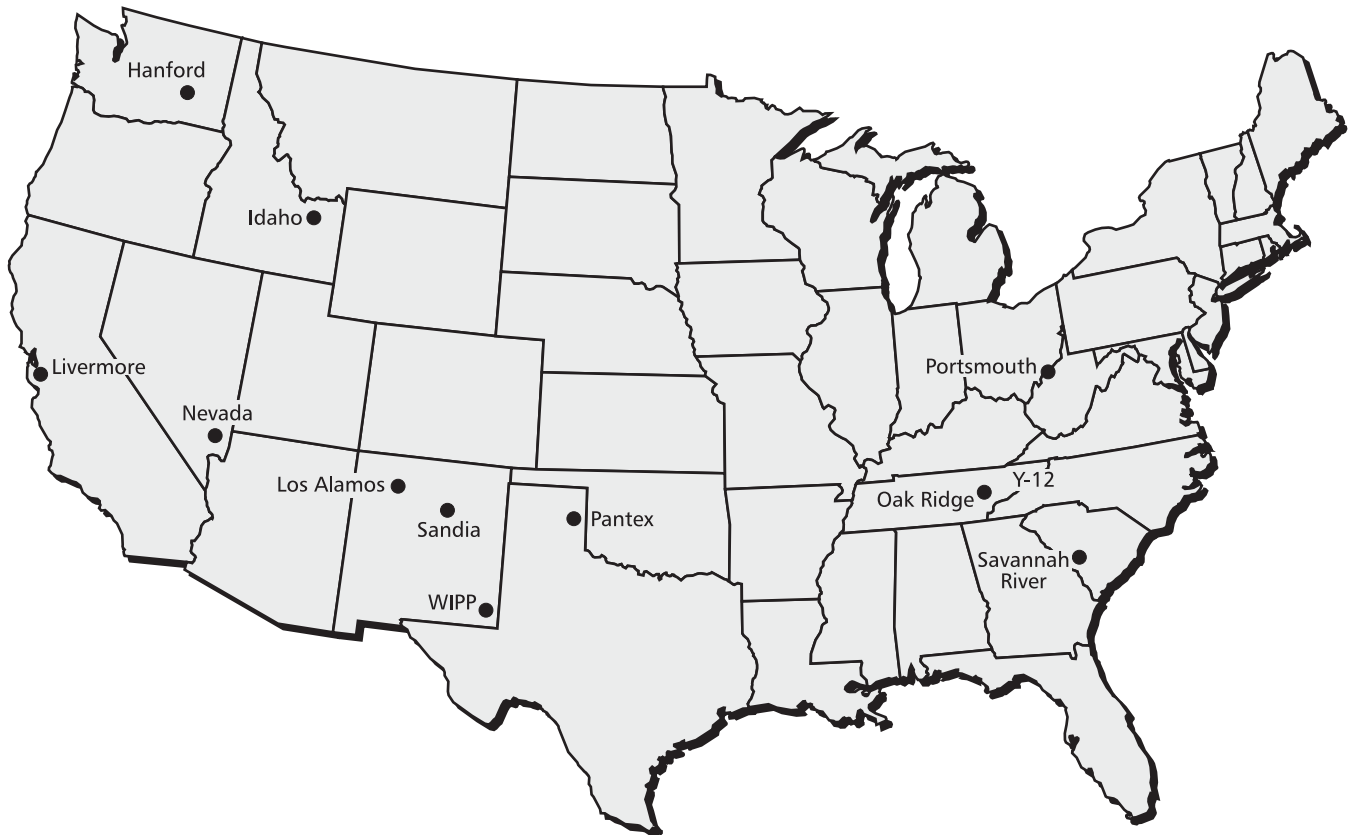 Hanford
Idaho
Livermore
Portsmouth
Nevada
Los Alamos
Y-12
Oak Ridge
Sandia
Pantex
Savannah
River
WIPP